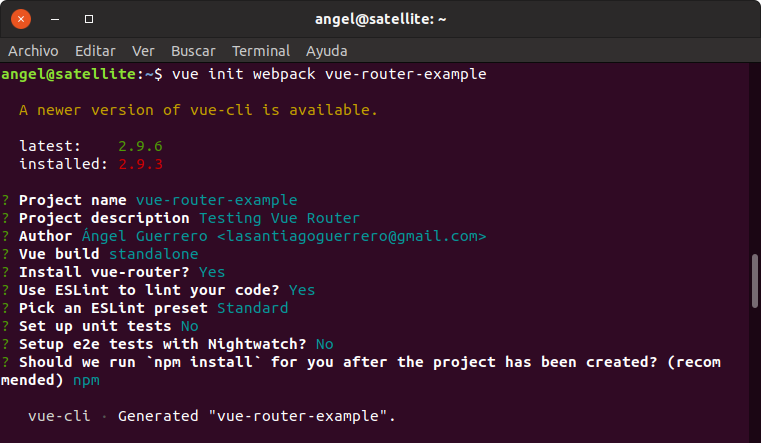 angel@satellite: ~
Archivo Editar Ver Buscar Terminal Ayuda
angel@satellite:~$ vue init webpack vue-router-example
A newer version of vue-cli is available.
latest: 2.9.6
installed: 2.9.3
? Project name vue-router-example
? Project description Testing Vue Router
? Author Ángel Guerrero <lasantiagoguerrero@gmail.com>
? Vue build standalone
? Install vue-router? Yes
? Use ESLint to lint your code? Yes
? Pick an ESLint preset Standard
? Set up unit tests No
? Setup e2e tests with Nightwatch? No
? Should we run `npm install` for you after the project has been created? (recom
mended) npm
vue-cli · Generated "vue-router-example".